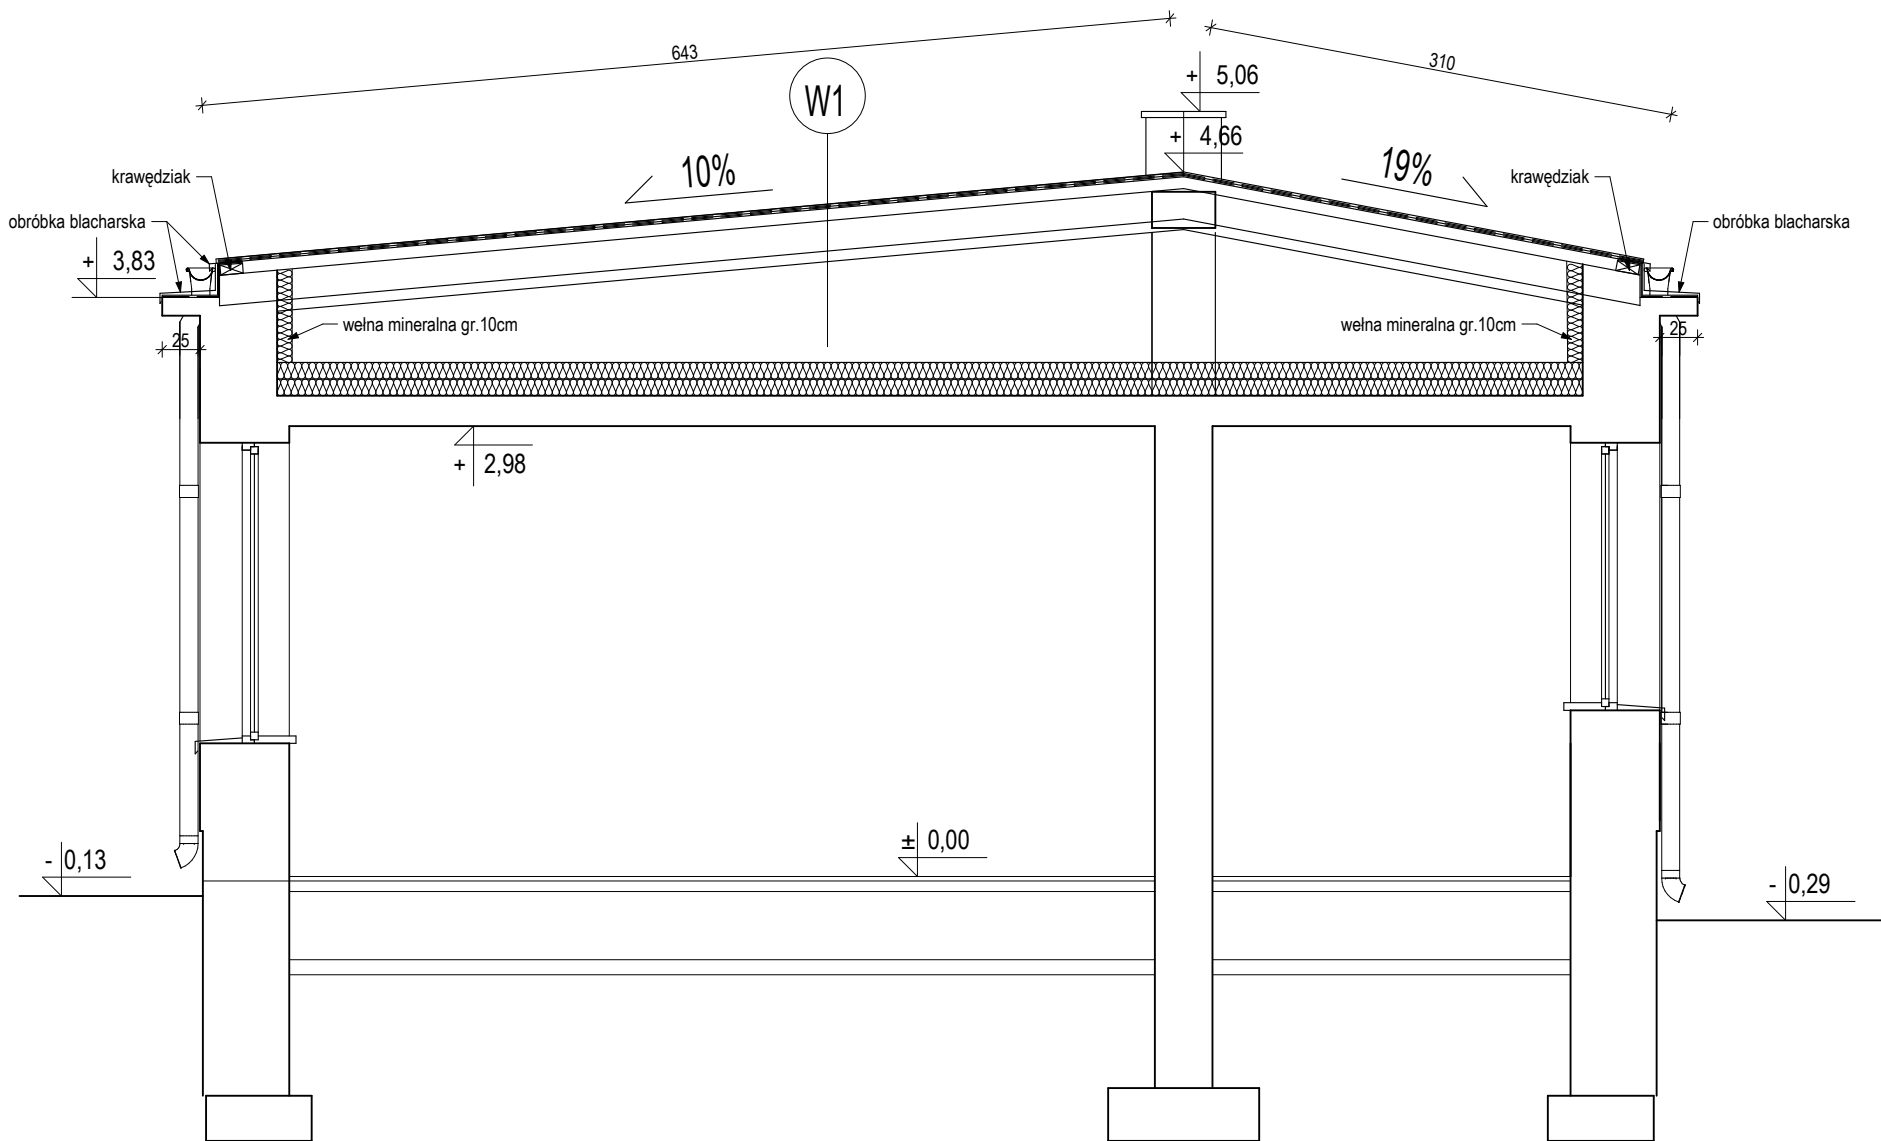 643
310
+ 5,06
W1
+ 4,66
10%
19%
krawędziak
krawędziak
obróbka blacharska
obróbka blacharska
+ 3,83
wełna mineralna gr.10cm
wełna mineralna gr.10cm
25
25
+ 2,98
± 0,00
- 0,13
- 0,29